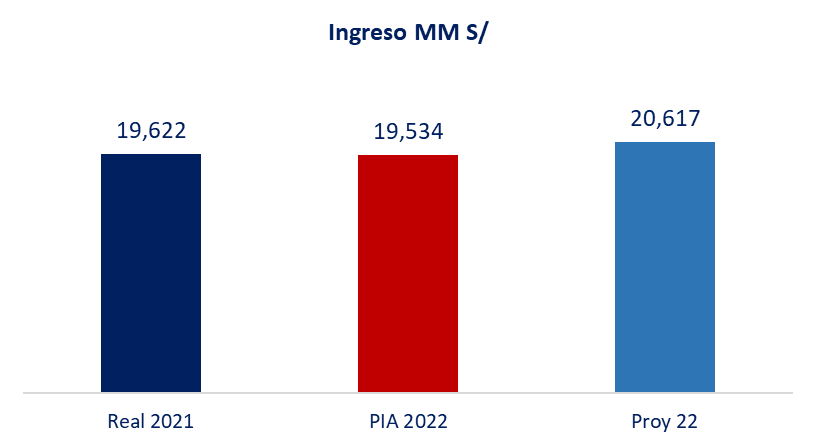 Ingreso MM S/
19,622
19,534
20,617
Real 2021
PIA 2022
Proy 22